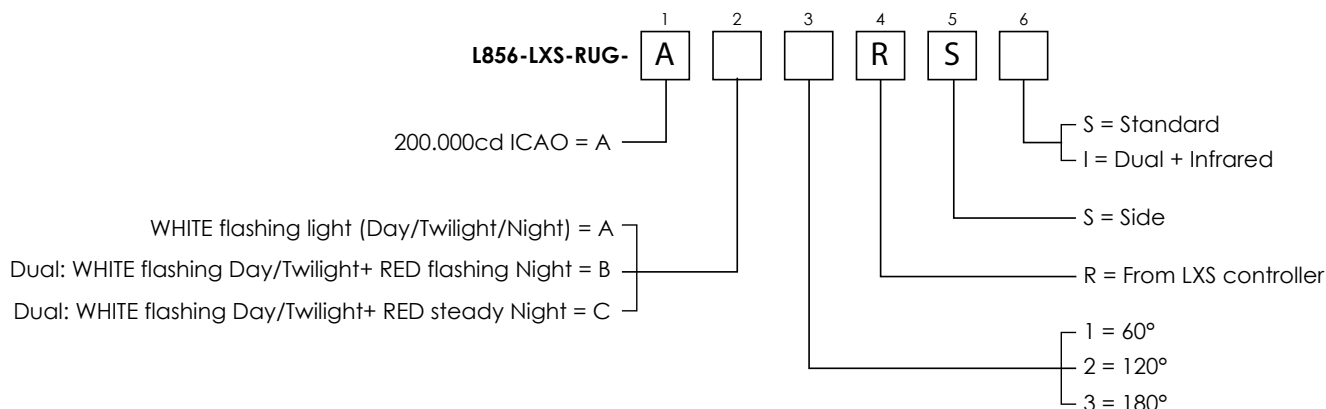 1 2 3 4 5 6
L856-LXS-RUG- A R S
200.000cd ICAO = A
S = Standard
I = Dual + Infrared
WHITE flashing light (Day/Twilight/Night) = A
S = Side
Dual: WHITE flashing Day/Twilight+ RED flashing Night = B
R = From LXS controller
Dual: WHITE flashing Day/Twilight+ RED steady Night = C
1 = 60°
2 = 120°
3 = 180°